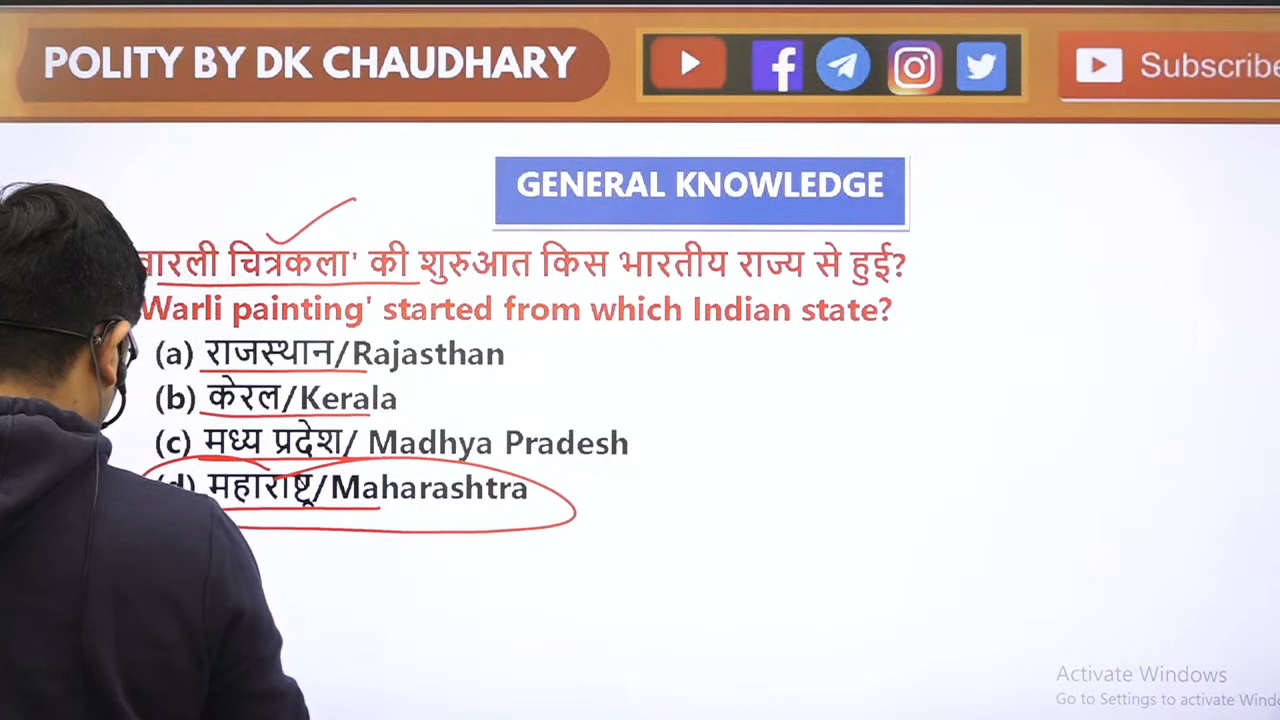 POLITY BY DK CHAUDHARY
Subscribe
GENERAL KNOWLEDGE
वारली चित्रकला' की शुरुआत किस भारतीय राज्य से हुई?
Warli painting' started from which Indian state?
(a) राजस्थान/Rajasthan
(b) केरल/Kerala
(c) मध्य प्रदेश/ Madhya Pradesh
(d) महाराष्ट्र/Maharashtra
Activate Windows
Go to Settings to activate